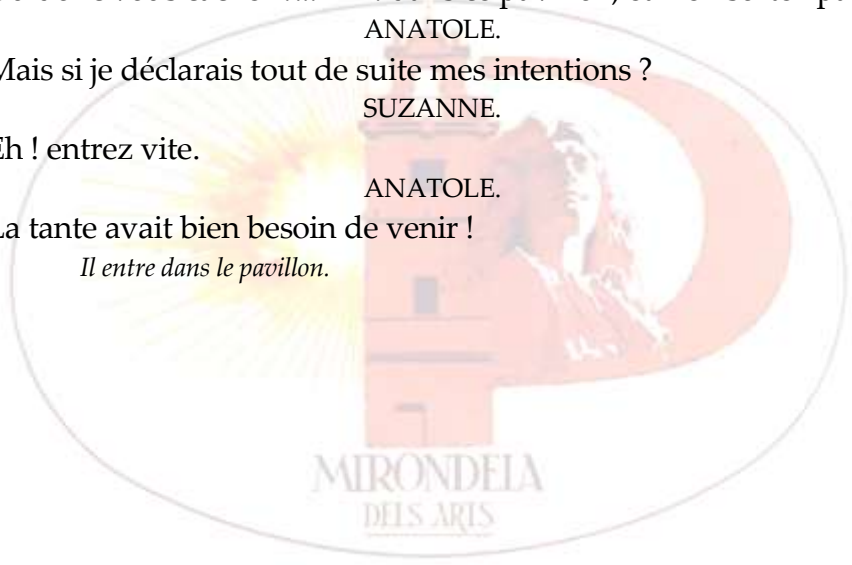 ANATOLE.
Mais si je déclarais tout de suite mes intentions ?
SUZANNE.
Eh ! entrez vite.
ANATOLE.
La tante avait bien besoin de venir !
Il entre dans le pavillon.
MIRONDELA
DELS ARTS